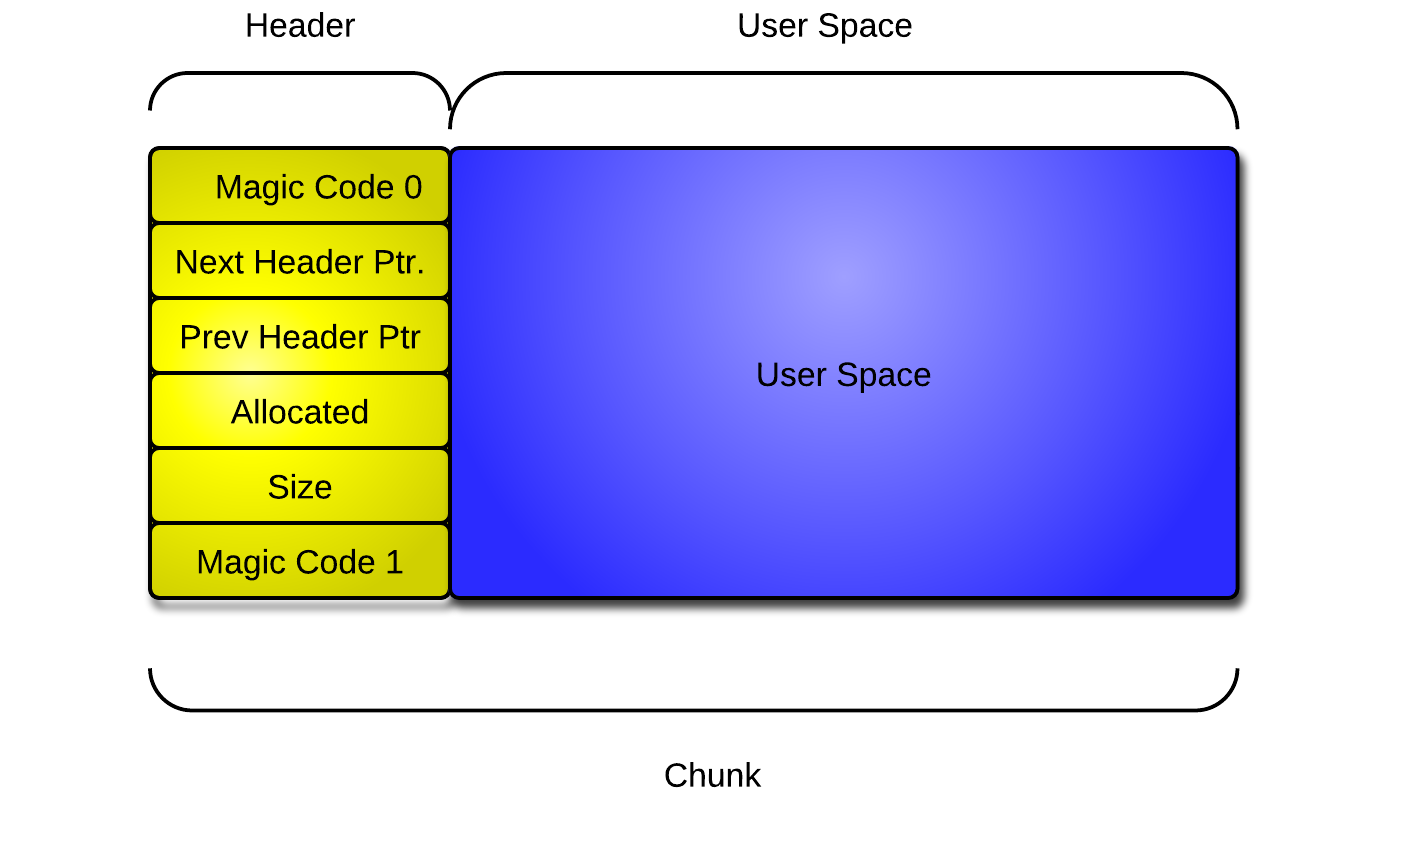 Header
User Space
Magic Code 0
Next Header Ptr.
Prev Header Ptr
Allocated
Size
Magic Code 1
User Space
Chunk